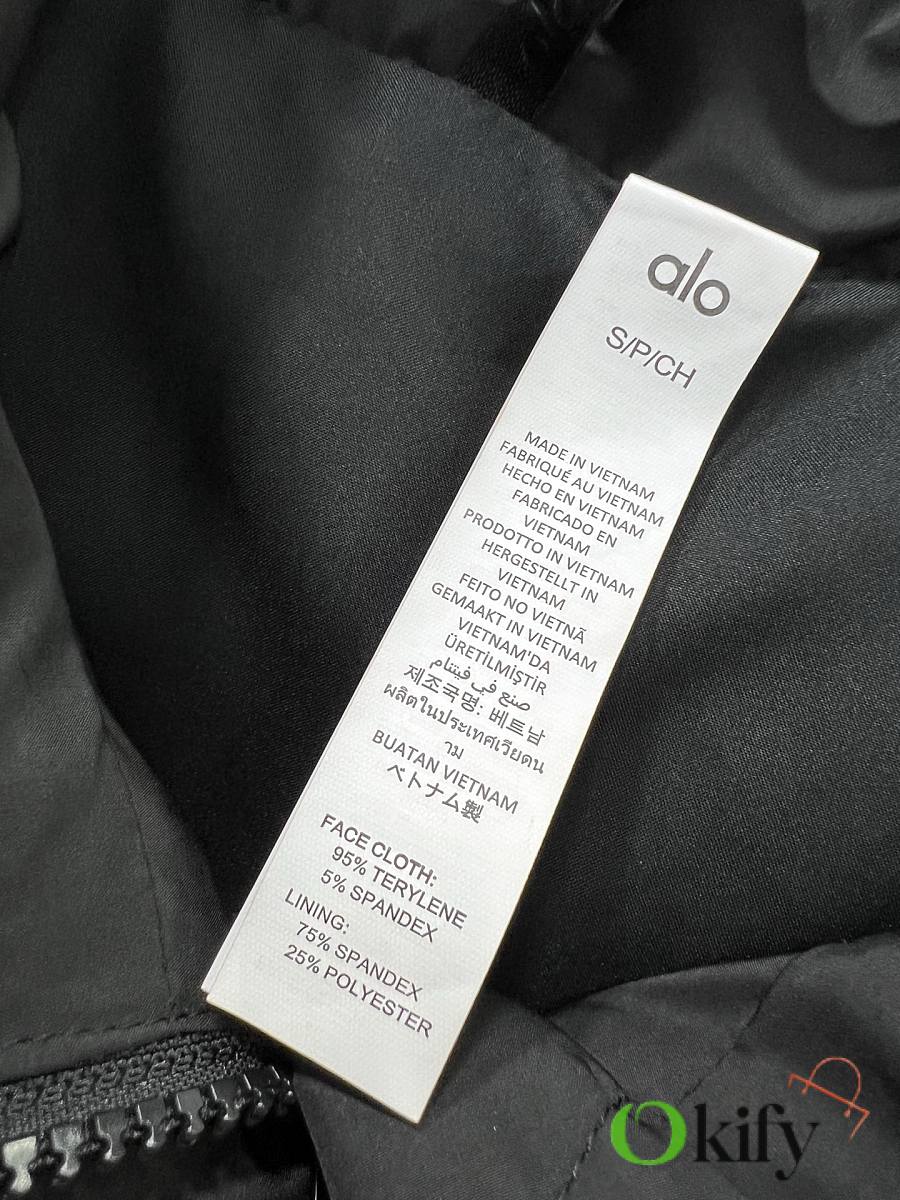 alo
S/P/CH
MADE IN VIETNAM
FABRIQUÉ AU VIETNAM
HECHO EN VIETNAM
FABRICADO EN
VIETNAM
PRODOTTO IN VIETNAM
HERGESTELLT IN
VIETNAM
FEITO NO VIETNÃ
GEMAAKT IN VIETNAM
VIETNAM'DA
ÜRETİLMİŞTİR
صنع في فيتنام
제조국명: 베트남
ผลิตในประเทศเวียดน
าม
BUATAN VIETNAM
ベトナム製
FACE CLOTH:
95% TERYLENE
5% SPANDEX
LINING:
75% SPANDEX
25% POLYESTER
Okify